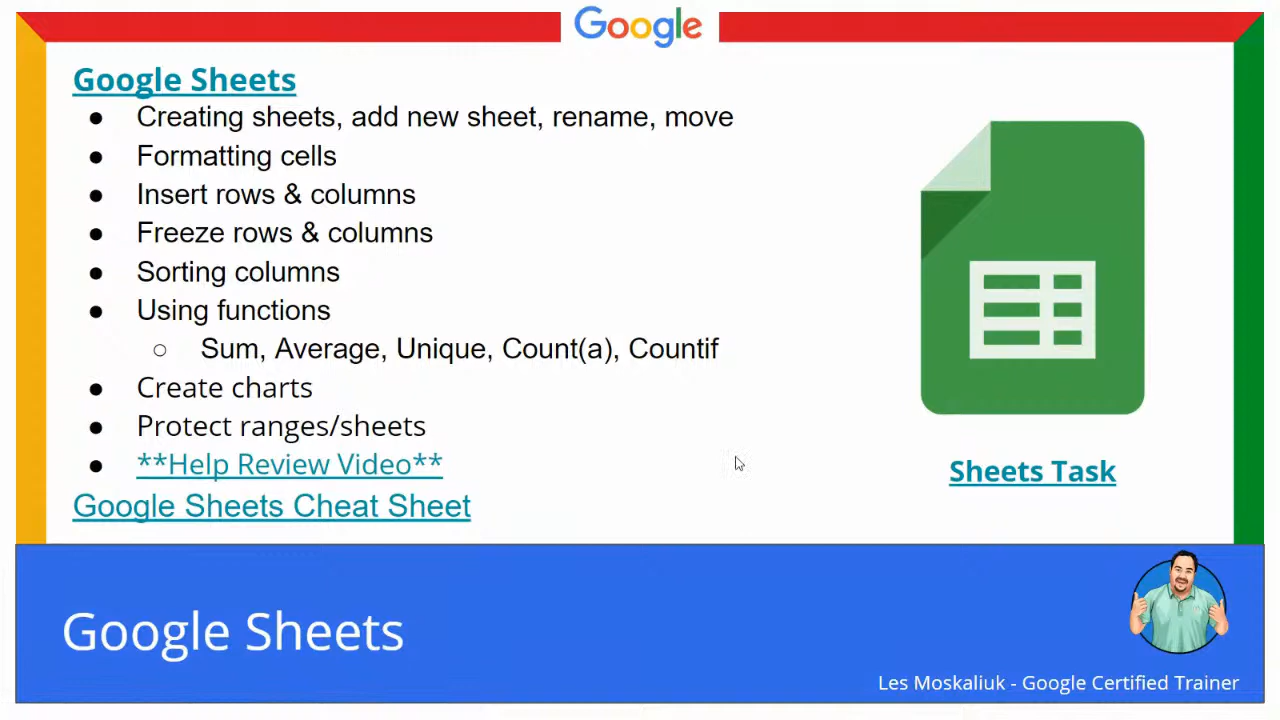 Google
Google Sheets
● Creating sheets, add new sheet, rename, move
● Formatting cells
● Insert rows & columns
● Freeze rows & columns
● Sorting columns
● Using functions
○ Sum, Average, Unique, Count(a), Countif
● Create charts
● Protect ranges/sheets
● **Help Review Video**
Google Sheets Cheat Sheet
Sheets Task
Google Sheets
Les Moskaliuk - Google Certified Trainer